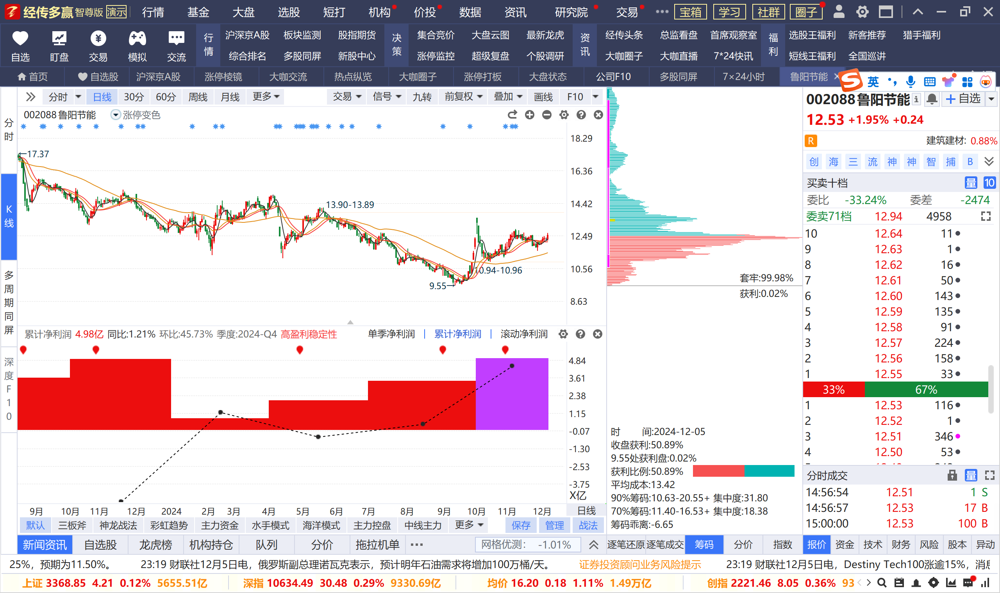 经传多赢 智尊版 演示 行情 基金 大盘 选股 短打 机构 价投 数据 资讯 研究院 交易 宝箱 学习 社群 圈子
自选 盯盘 交易 模拟 交流
行情 沪深京A股 板块监测 股指期货 决策 集合竞价 大盘云图 最新龙虎 资讯 经传头条 总监看盘 首席观察室 福利 选股王福利 新客推荐 猎手福利
综合排名 多股同屏 新股中心 涨停监控 超级复盘 个股调研 大咖圈子 大咖直播 7*24快讯 短线王福利 全国巡讲
首页 自选股 沪深京A股 涨停棱镜 大咖交流 热点纵览 大咖圈子 涨停打板 大盘状态 公司F10 多股同屏 7×24小时 鲁阳节能
S 英
分时
K线
多周期同屏
深度F10
分时 日线 30分 60分 周线 月线 更多 交易 信号 九转 前复权 叠加 画线 F10
002088 鲁阳节能 涨停变色
18.29
←17.37
16.36
13.90-13.89
14.42
12.49
10.94-10.96
10.56
9.55→
8.63
累计净利润 4.98亿 同比:1.21% 环比:45.73% 季度:2024-Q4 高盈利稳定性 单季净利润 累计净利润 滚动净利润
4.84
3.61
2.38
1.15
-0.07
-1.30
-2.53
-3.75
X亿
9月 10月 11月 12月 2024 2月 3月 4月 5月 6月 7月 8月 9月 10月 11月 12月 日线
默认 三板斧 神龙战法 彩虹趋势 主力资金 水手模式 海洋模式 主力控盘 中线主力 更多 保存 管理 战法
新闻资讯 自选股 龙虎榜 机构持仓 队列 分价 拖拉机单 网格优测: -1.01%
套牢:99.98%
获利:0.02%
时 间:2024-12-05
收盘获利:50.89%
9.55处获利盘:0.02%
获利比例:50.89%
平均成本:13.42
90%筹码:10.63-20.55+ 集中度:31.80
70%筹码:11.40-16.53+ 集中度:18.38
筹码乖离:-6.65
逐笔还原 逐笔成交 筹码 分价 指数
002088 鲁阳节能 i 自选
12.53 +1.95% +0.24
R 建筑建材: 0.88%
创 海 三 流 神 神 智 捕 B
买卖十档 量 10
委比 -33.24% 委差 -2474
委卖71档 12.94 4958
10 12.64 11
9 12.63 1
8 12.62 16
7 12.61 50
6 12.60 143
5 12.59 135
4 12.58 91
3 12.57 224
2 12.56 158
1 12.55 33
33% 67%
1 12.53 116
2 12.52 1
3 12.51 346
4 12.50 53
分时成交 量
14:56:54 12.51 1 S
14:56:57 12.53 17 B
15:00:00 12.53 100 B
报价 资金 技术 财务 风险 股本 异动
25%，预期为11.50%。 23:19 财联社12月5日电，俄罗斯副总理诺瓦克表示，预计明年石油需求将增加100万桶/天。 证券投资顾问业务风险提示 23:19 财联社12月5日电，Destiny Tech100涨逾15%，消
上证 3368.85 4.21 0.12% 5655.51亿 深指 10634.49 30.48 0.29% 9330.69亿 均价 16.20 0.18 1.11% 1.49万亿 创指 2221.46 8.05 0.36% 93